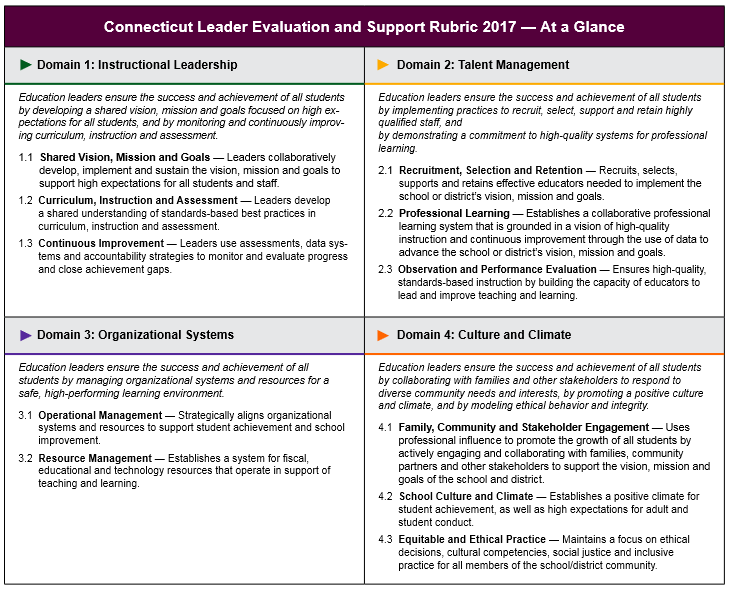 Connecticut Leader Evaluation and Support Rubric 2017 — At a Glance
Domain 1: Instructional Leadership
Education leaders ensure the success and achievement of all students
by developing a shared vision, mission and goals focused on high ex-
pectations for all students, and by monitoring and continuously improv-
ing curriculum, instruction and assessment.
1.1 Shared Vision, Mission and Goals — Leaders collaboratively
develop, implement and sustain the vision, mission and goals to
support high expectations for all students and staff.
1.2 Curriculum, Instruction and Assessment — Leaders develop
a shared understanding of standards-based best practices in
curriculum, instruction and assessment.
1.3 Continuous Improvement — Leaders use assessments, data sys-
tems and accountability strategies to monitor and evaluate progress
and close achievement gaps.
Domain 2: Talent Management
Education leaders ensure the success and achievement of all students
by implementing practices to recruit, select, support and retain highly
qualified staff, and
by demonstrating a commitment to high-quality systems for professional
learning.
2.1 Recruitment, Selection and Retention — Recruits, selects,
supports and retains effective educators needed to implement the
school or district's vision, mission and goals.
2.2 Professional Learning — Establishes a collaborative professional
learning system that is grounded in a vision of high-quality
instruction and continuous improvement through the use of data to
advance the school or district's vision, mission and goals.
2.3 Observation and Performance Evaluation — Ensures high-quality,
standards-based instruction by building the capacity of educators to
lead and improve teaching and learning.
Domain 3: Organizational Systems
Education leaders ensure the success and achievement of all
students by managing organizational systems and resources for a
safe, high-performing learning environment.
3.1 Operational Management — Strategically aligns organizational
systems and resources to support student achievement and school
improvement.
3.2 Resource Management — Establishes a system for fiscal,
educational and technology resources that operate in support of
teaching and learning.
Domain 4: Culture and Climate
Education leaders ensure the success and achievement of all students
by collaborating with families and other stakeholders to respond to
diverse community needs and interests, by promoting a positive culture
and climate, and by modeling ethical behavior and integrity.
4.1 Family, Community and Stakeholder Engagement — Uses
professional influence to promote the growth of all students by
actively engaging and collaborating with families, community
partners and other stakeholders to support the vision, mission and
goals of the school and district.
4.2 School Culture and Climate — Establishes a positive climate for
student achievement, as well as high expectations for adult and
student conduct.
4.3 Equitable and Ethical Practice — Maintains a focus on ethical
decisions, cultural competencies, social justice and inclusive
practice for all members of the school/district community.